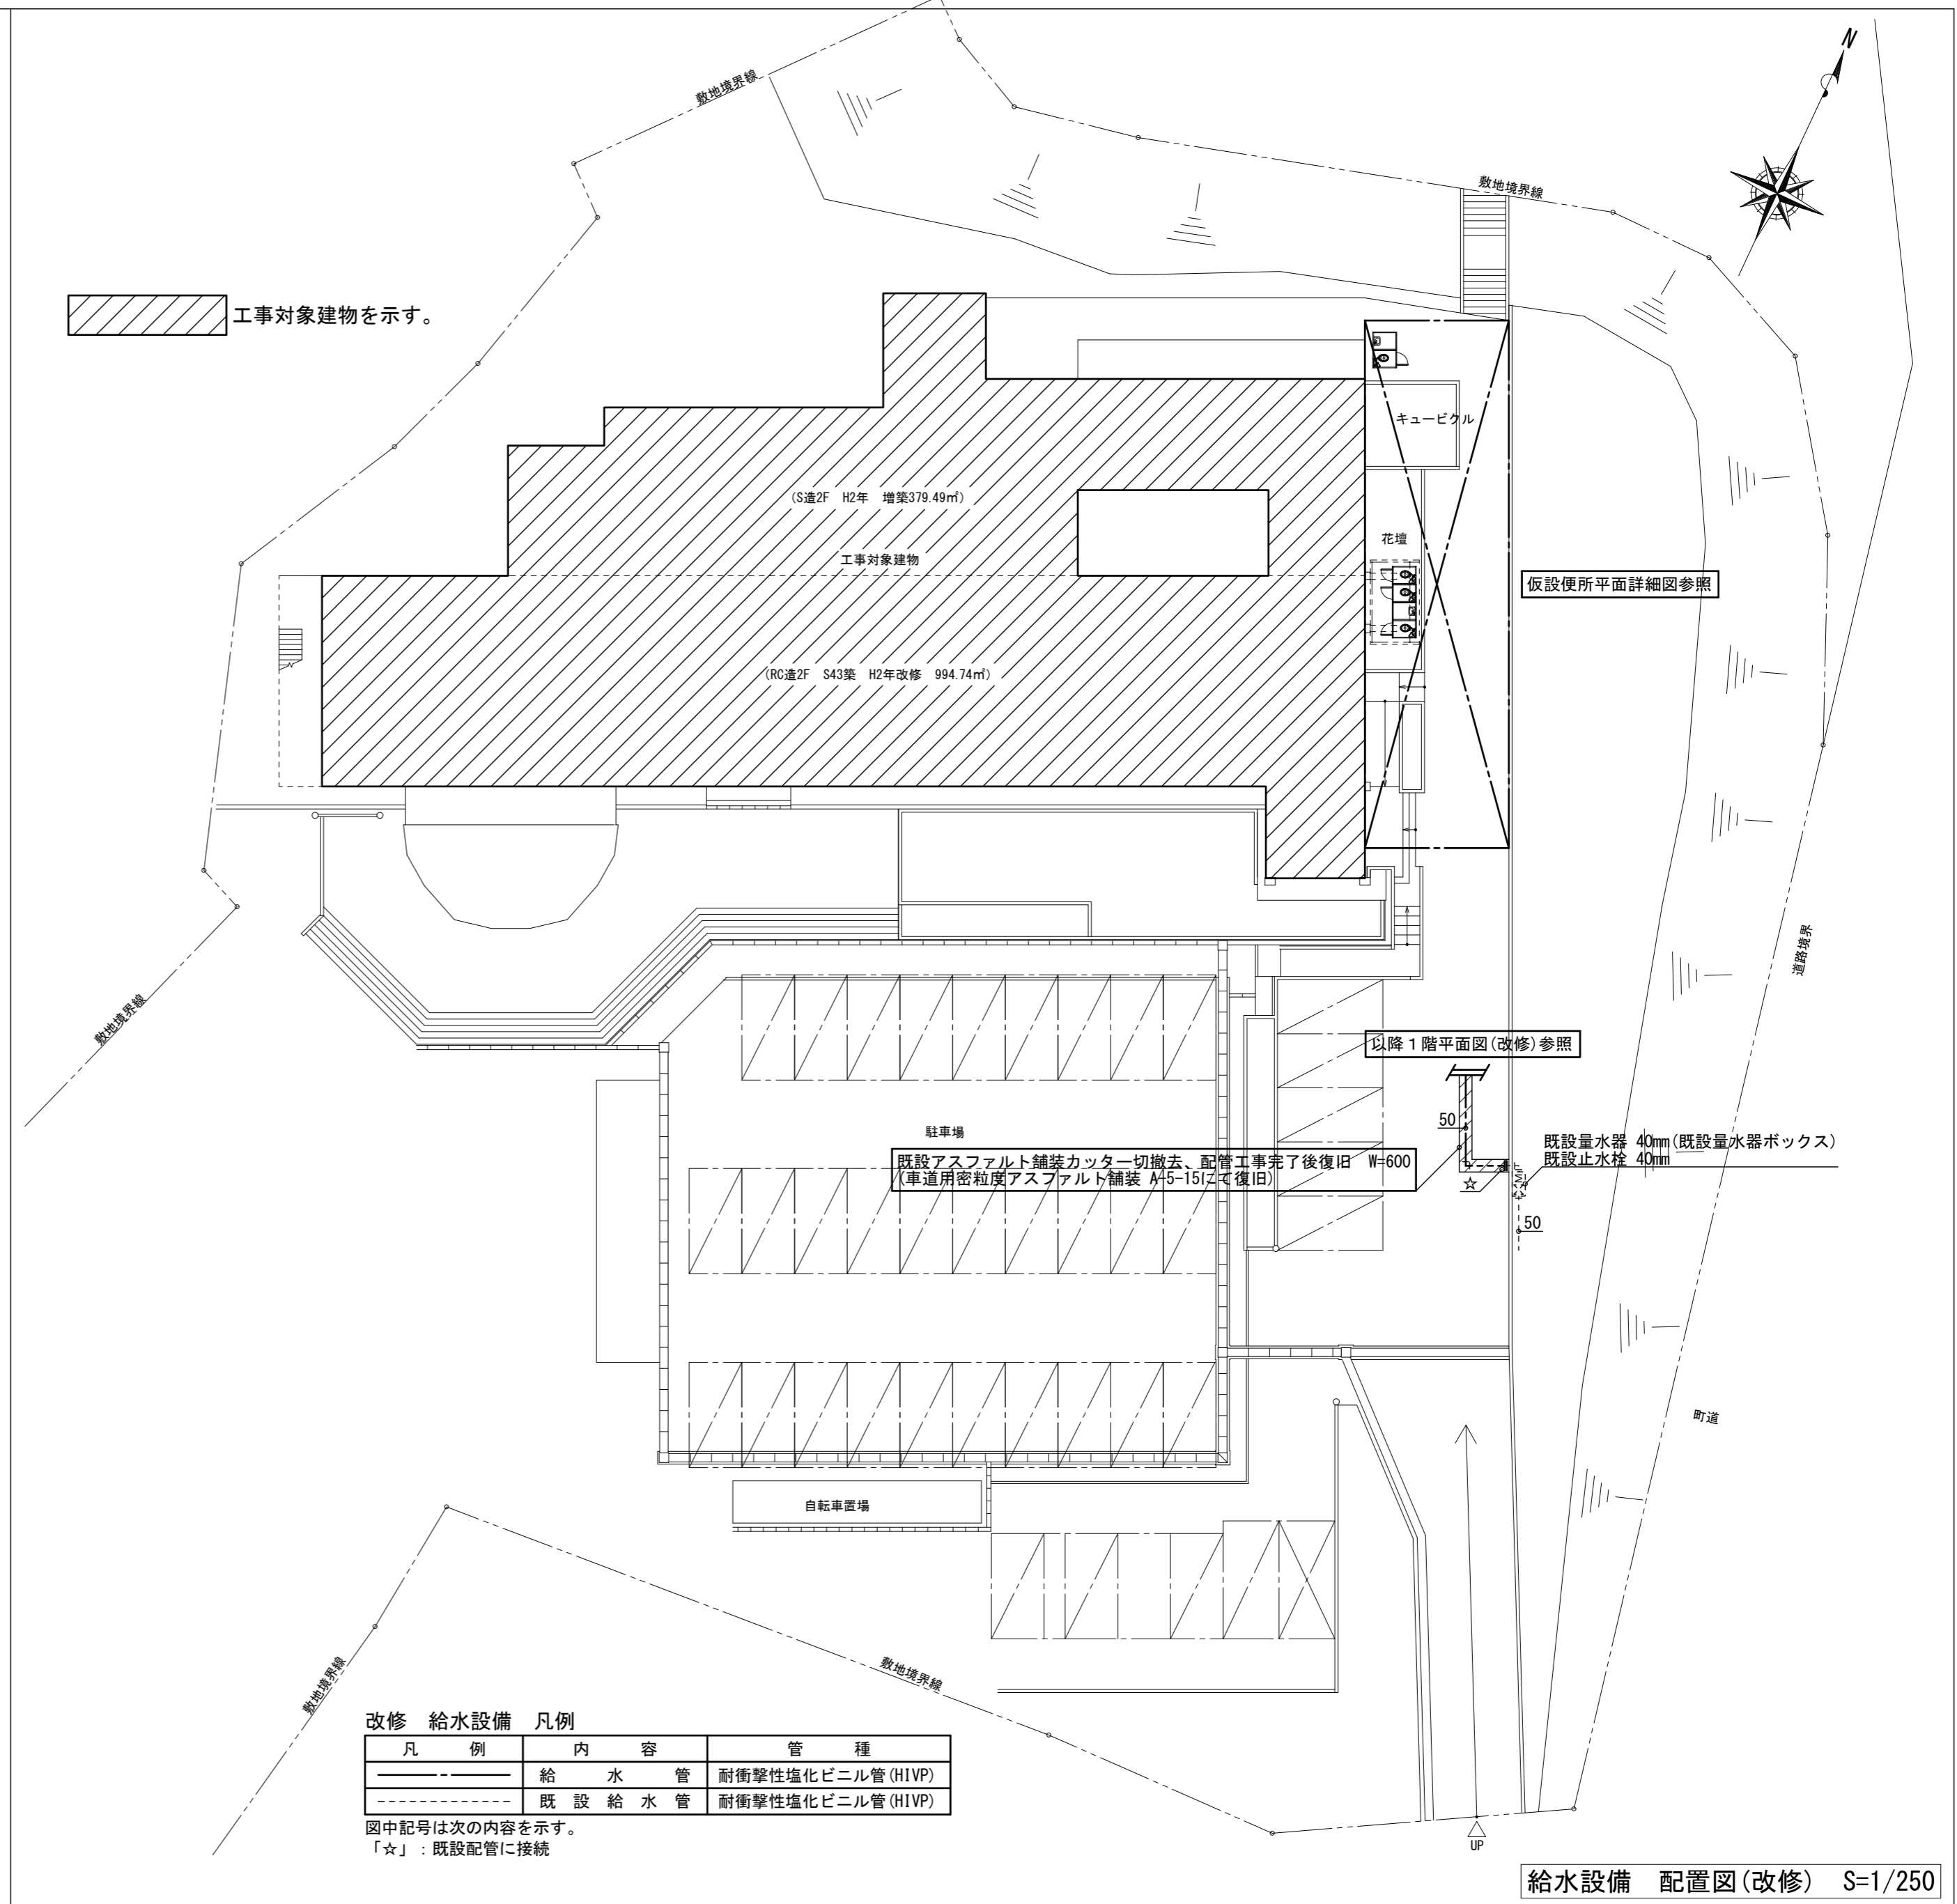 敷地境界線
N
敷地境界線
工事対象建物を示す。
キュービクル
(S造2F　H2年　増築379.49㎡)
花壇
工事対象建物
仮設便所平面詳細図参照
(RC造2F　S43築　H2年改修　994.74㎡)
道路境界
敷地境界線
以降１階平面図(改修)参照
50
駐車場
既設量水器 40mm(既設量水器ボックス)
既設止水栓 40mm
既設アスファルト舗装カッター切撤去、配管工事完了後復旧　W=600
(車道用密粒度アスファルト舗装 A-5-15にて復旧)
M
☆
50
町道
自転車置場
敷地境界線
敷地境界線
改修　給水設備　凡例
凡　例　内　容　管　種
給　水　管　耐衝撃性塩化ビニル管(HIVP)
既 設 給 水 管　耐衝撃性塩化ビニル管(HIVP)
図中記号は次の内容を示す。
「☆」：既設配管に接続
UP
給水設備　配置図(改修)　S=1/250